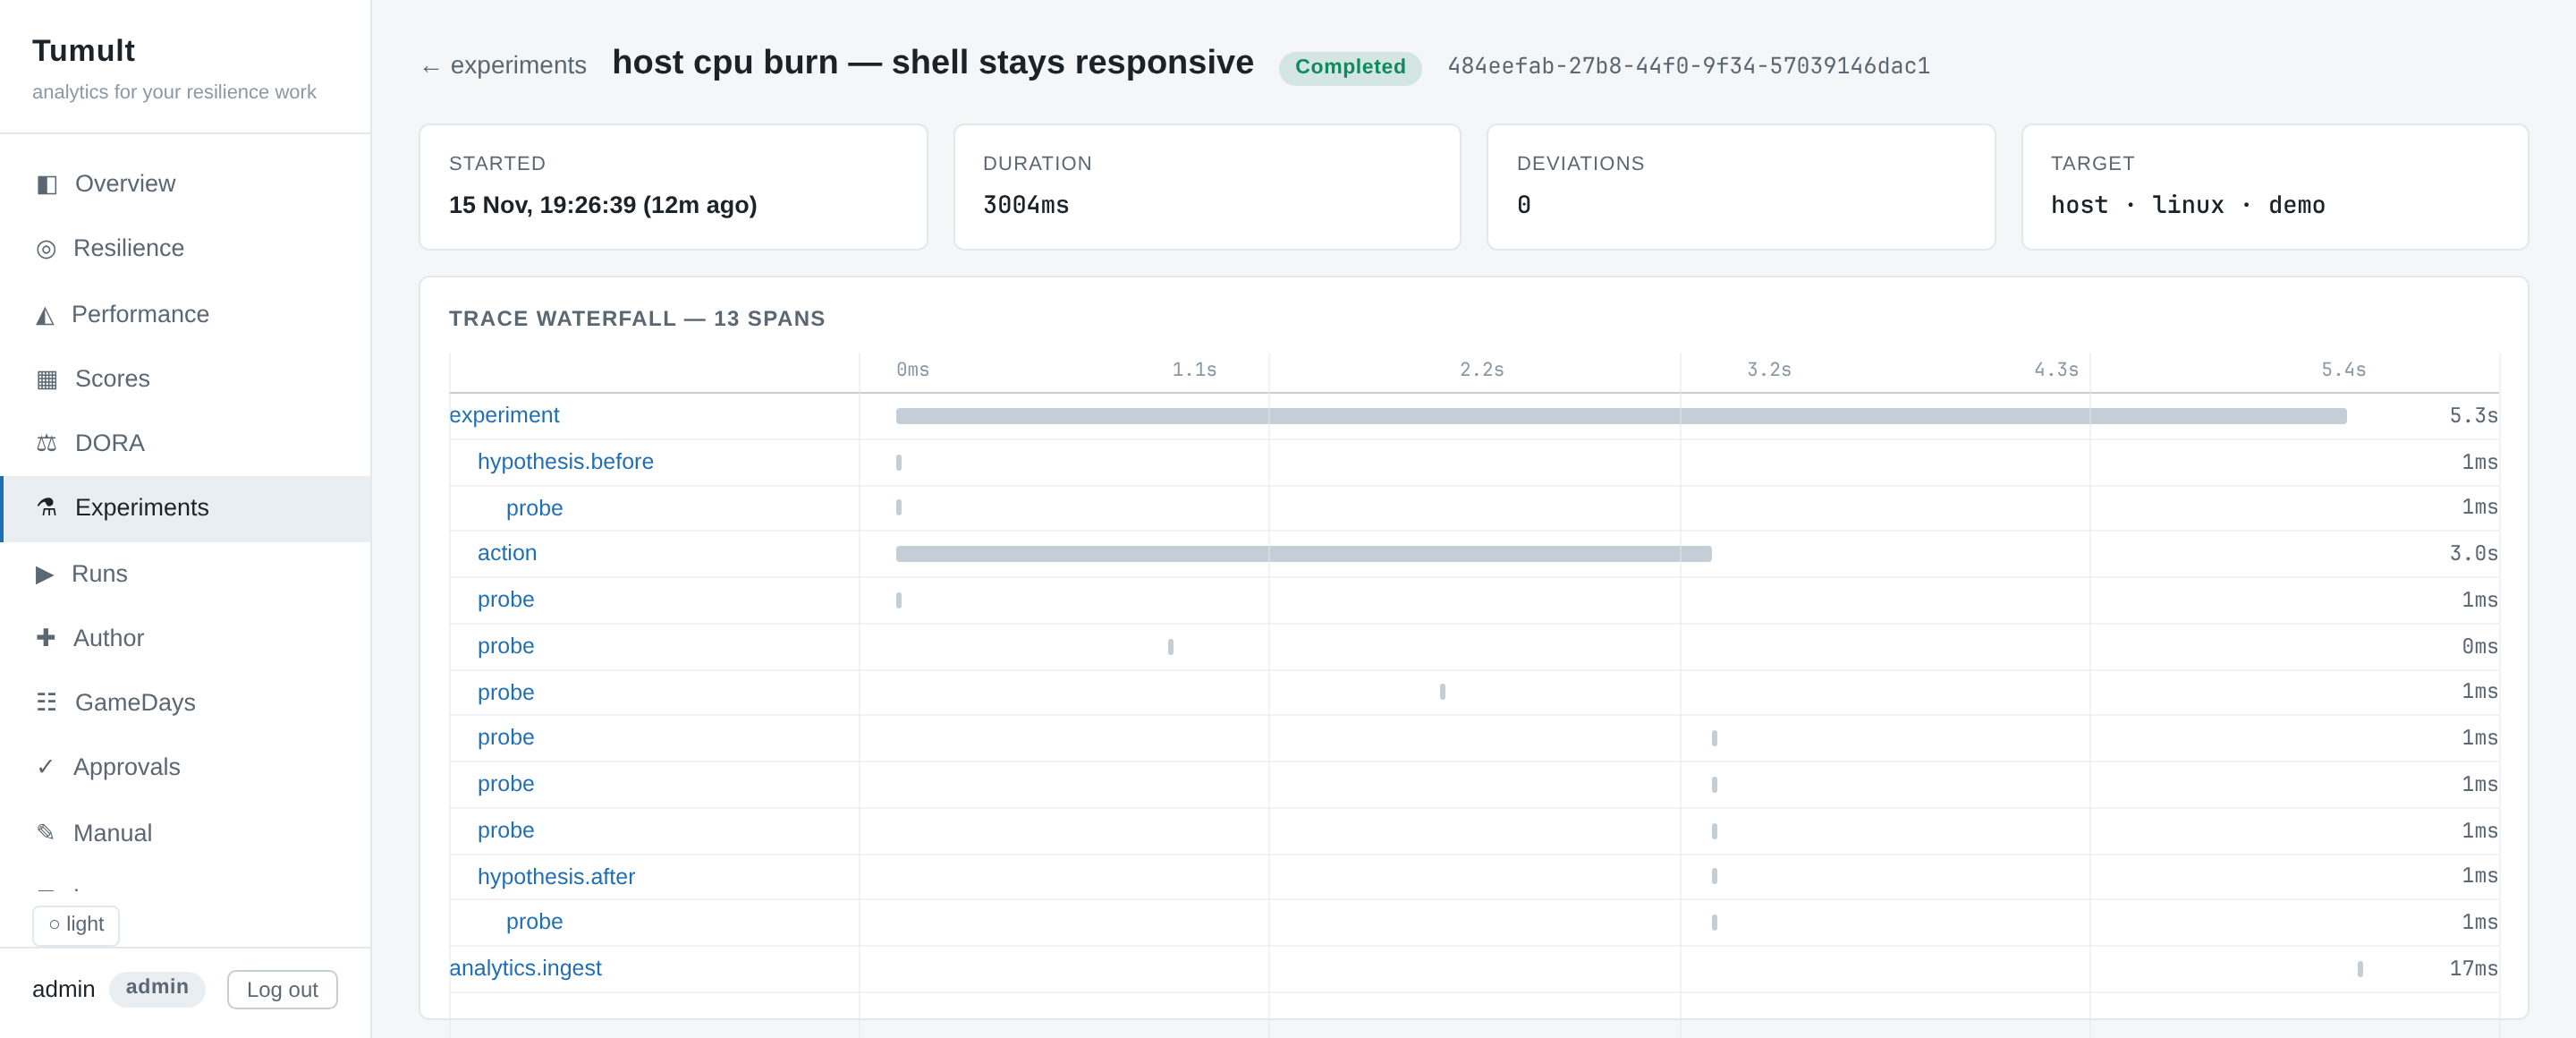 Tumult
analytics for your resilience work
Overview
Resilience
Performance
Scores
DORA
Experiments
Runs
Author
GameDays
Approvals
Manual
○ light
admin admin Log out
← experiments host cpu burn — shell stays responsive Completed 484eefab-27b8-44f0-9f34-57039146dac1
STARTED
15 Nov, 19:26:39 (12m ago)
DURATION
3004ms
DEVIATIONS
0
TARGET
host · linux · demo
TRACE WATERFALL — 13 SPANS
0ms 1.1s 2.2s 3.2s 4.3s 5.4s
experiment 5.3s
hypothesis.before 1ms
probe 1ms
action 3.0s
probe 1ms
probe 0ms
probe 1ms
probe 1ms
probe 1ms
probe 1ms
hypothesis.after 1ms
probe 1ms
analytics.ingest 17ms